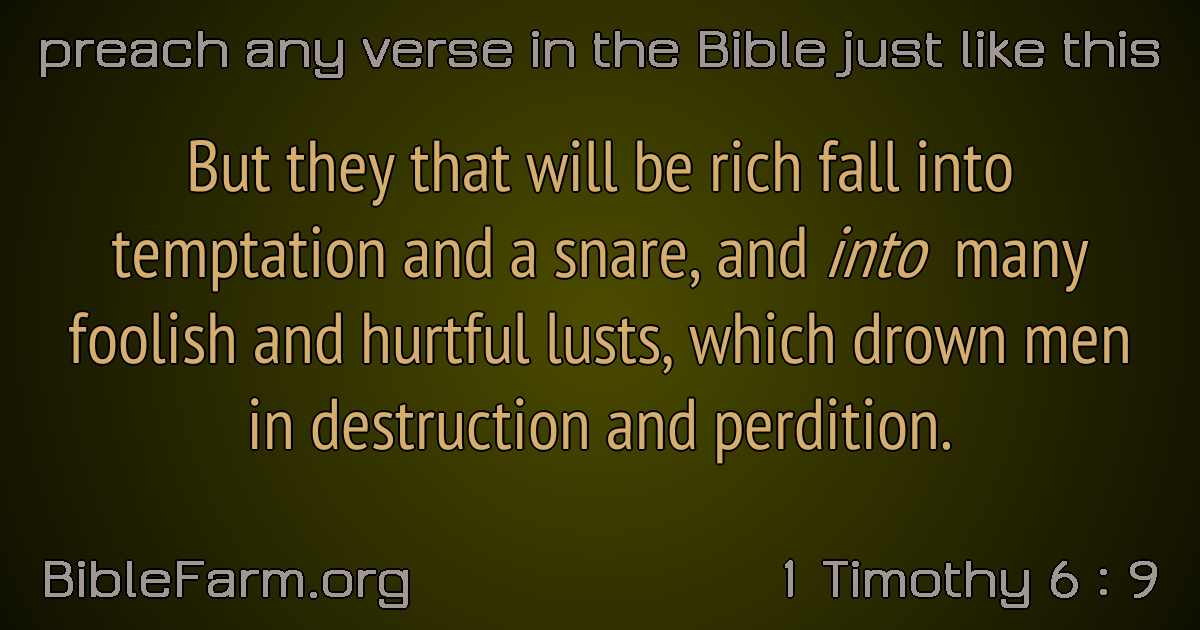 preach any verse in the Bible just like this
But they that will be rich fall into
temptation and a snare, and into many
foolish and hurtful lusts, which drown men
in destruction and perdition.
BibleFarm.org
1 Timothy 6 : 9